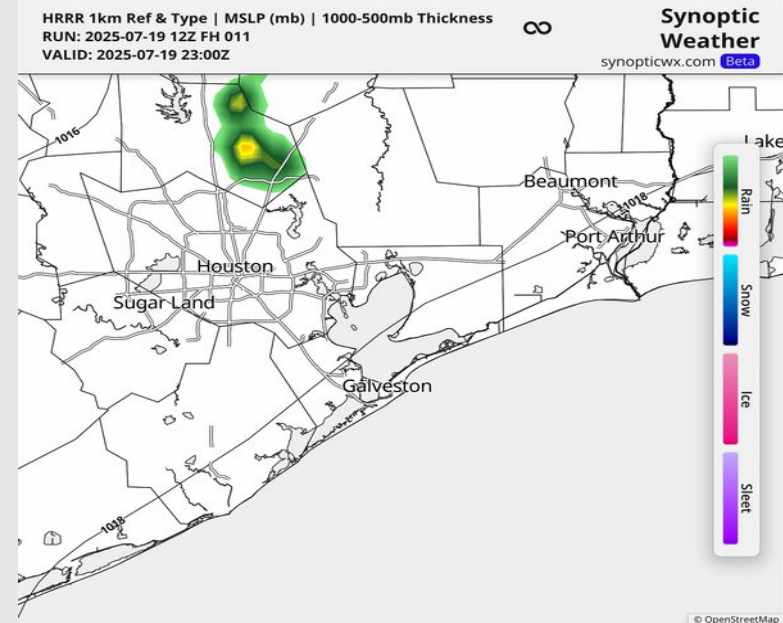 HRRR 1km Ref & Type | MSLP (mb) | 1000-500mb Thickness
RUN: 2025-07-19 12Z FH 011
VALID: 2025-07-19 23:00Z
Synoptic
Weather
synopticwx.com Beta
1016
Lake
Beaumont
1018
Port Arthur
Houston
Sugar Land
Galveston
1018
Rain
Snow
Ice
Sleet
© OpenStreetMap